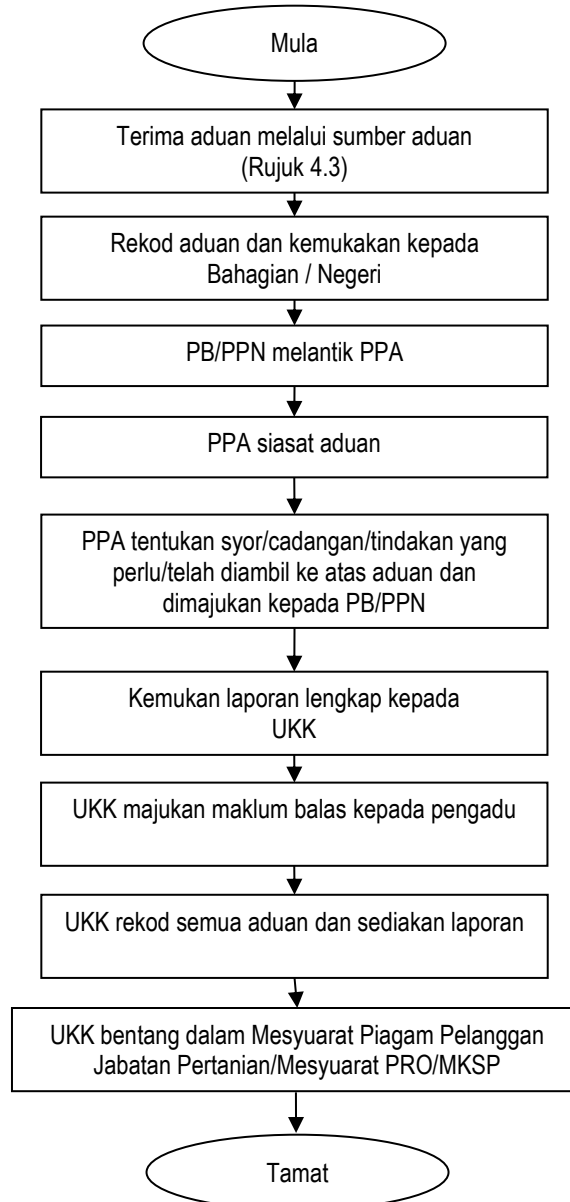 Mula
Terima aduan melalui sumber aduan
(Rujuk 4.3)
Rekod aduan dan kemukakan kepada
Bahagian / Negeri
PB/PPN melantik PPA
PPA siasat aduan
PPA tentukan syor/cadangan/tindakan yang
perlu/telah diambil ke atas aduan dan
dimajukan kepada PB/PPN
Kemukan laporan lengkap kepada
UKK
UKK majukan maklum balas kepada pengadu
UKK rekod semua aduan dan sediakan laporan
UKK bentang dalam Mesyuarat Piagam Pelanggan
Jabatan Pertanian/Mesyuarat PRO/MKSP
Tamat